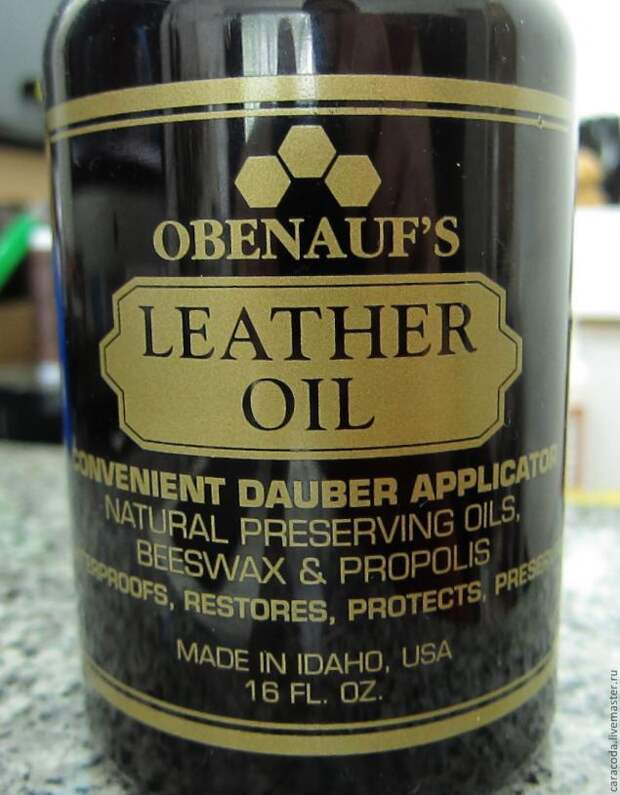 OBENAUF'S
LEATHER
OIL
CONVENIENT DAUBER APPLICATOR
NATURAL PRESERVING OILS,
BEESWAX & PROPOLIS
RESTORES, PROTECTS,
MADE IN IDAHO, USA
16 FL. OZ.
caracoda.livemaster.ru